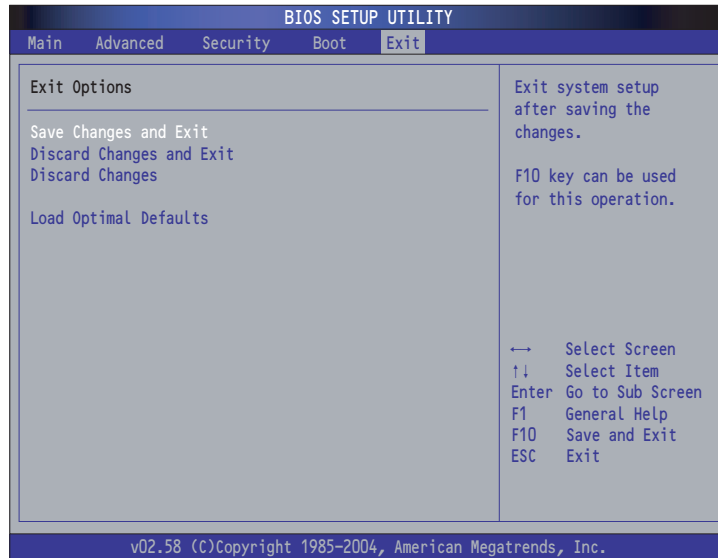 BIOS SETUP UTILITY
Main Advanced Security Boot Exit
Exit Options
Save Changes and Exit
Discard Changes and Exit
Discard Changes
Load Optimal Defaults
Exit system setup
after saving the
changes.
F10 key can be used
for this operation.
←→ Select Screen
↑↓ Select Item
Enter Go to Sub Screen
F1 General Help
F10 Save and Exit
ESC Exit
v02.58 (C)Copyright 1985-2004, American Megatrends, Inc.